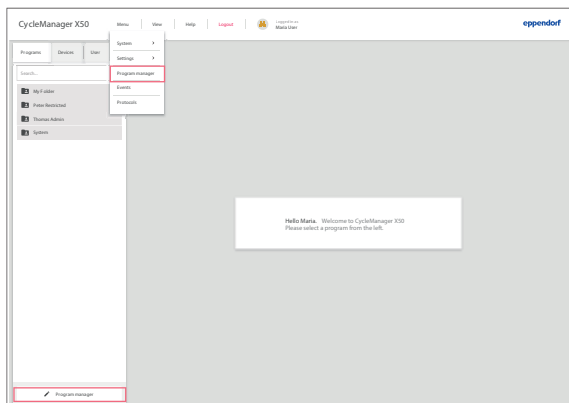 CycleManager X50
Menu
View
Help
Logout
Logged in as
Maria User
eppendorf
System
Settings
Program manager
Events
Protocols
Programs
Devices
User
Search...
My Folder
Peter Restricted
Thomas Admin
System
Hello Maria. Welcome to CycleManager X50
Please select a program from the left.
Program manager